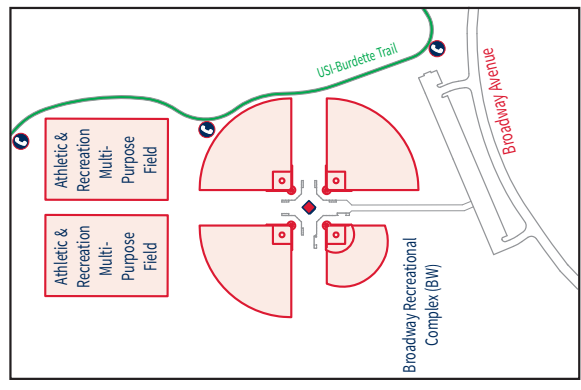 USI-Burdette Trail
Broadway Avenue
Athletic &
Recreation
Multi-
Purpose
Field
Athletic &
Recreation
Multi-
Purpose
Field
Broadway Recreational
Complex (BW)